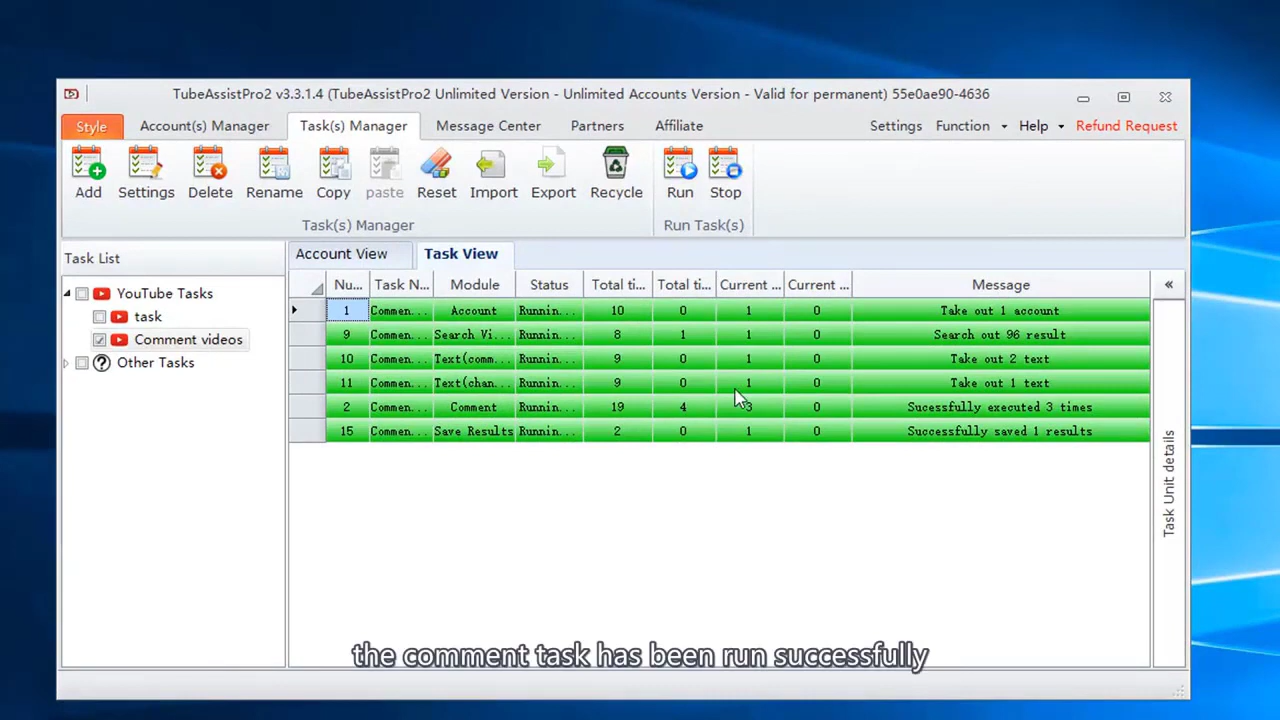 TubeAssistPro2 v3.3.1.4 (TubeAssistPro2 Unlimited Version - Unlimited Accounts Version - Valid for permanent) 55e0ae90-4636
Style Account(s) Manager Task(s) Manager Message Center Partners Affiliate Settings Function Help Refund Request
Add Settings Delete Rename Copy paste Reset Import Export Recycle Run Stop
Task(s) Manager Run Task(s)
Task List
YouTube Tasks
task
Comment videos
Other Tasks
Account View Task View
Nu... Task N... Module Status Total ti... Total ti... Current ... Current ... Message «
1 Commen... Account Runnin... 10 0 1 0 Take out 1 account
9 Commen... Search Vi... Runnin... 8 1 1 0 Search out 96 result
10 Commen... Text(comm... Runnin... 9 0 1 0 Take out 2 text
11 Commen... Text(chan... Runnin... 9 0 1 0 Take out 1 text
2 Commen... Comment Runnin... 19 4 3 0 Sucessfully executed 3 times
15 Commen... Save Results Runnin... 2 0 1 0 Successfully saved 1 results
Task Unit details
the comment task has been run successfully